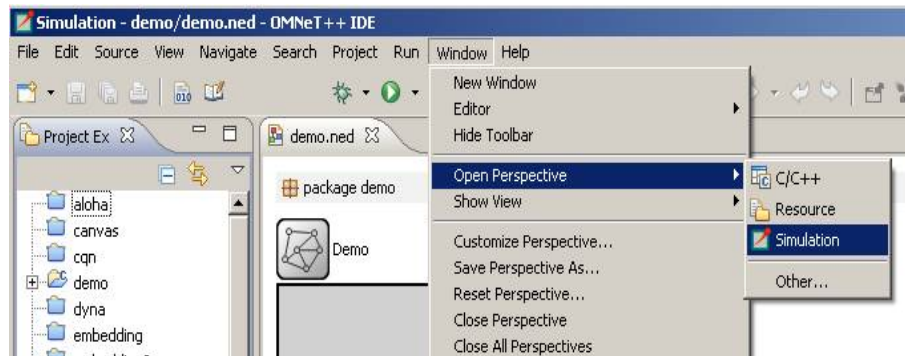 Simulation - demo/demo.ned - OMNeT++ IDE
File Edit Source View Navigate Search Project Run Window Help
010
Project Ex
demo.ned
package demo
Demo
aloha
canvas
cqn
demo
dyna
embedding
New Window
Editor
Hide Toolbar
Open Perspective
Show View
Customize Perspective...
Save Perspective As...
Reset Perspective...
Close Perspective
Close All Perspectives
C/C++
Resource
Simulation
Other...